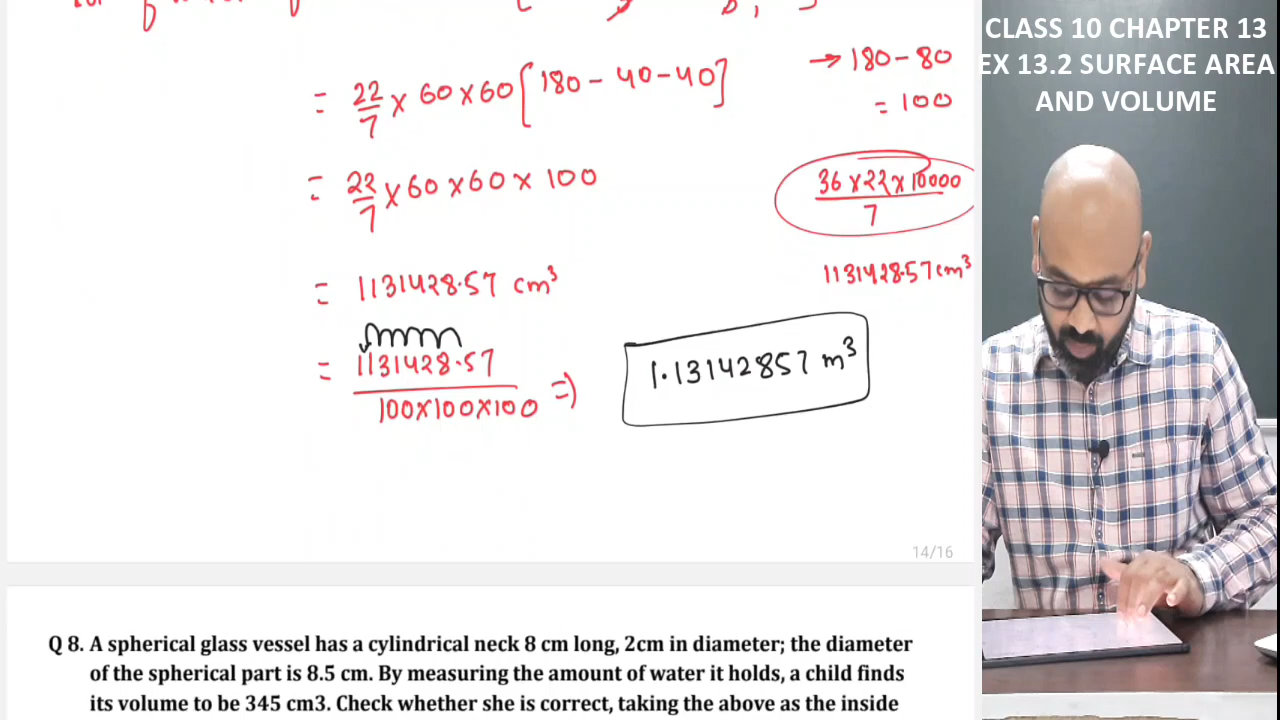 CLASS 10 CHAPTER 13
EX 13.2 SURFACE AREA
AND VOLUME
= 22/7 × 60 × 60 [180 - 40 - 40]
→ 180 - 80
= 100
= 22/7 × 60 × 60 × 100
36 × 22 × 10000 / 7
= 1131428.57 cm³
1131428.57 cm³
= 1131428.57 / 100×100×100 => 1.13142857 m³
14/16
Q 8. A spherical glass vessel has a cylindrical neck 8 cm long, 2cm in diameter; the diameter
of the spherical part is 8.5 cm. By measuring the amount of water it holds, a child finds
its volume to be 345 cm3. Check whether she is correct, taking the above as the inside